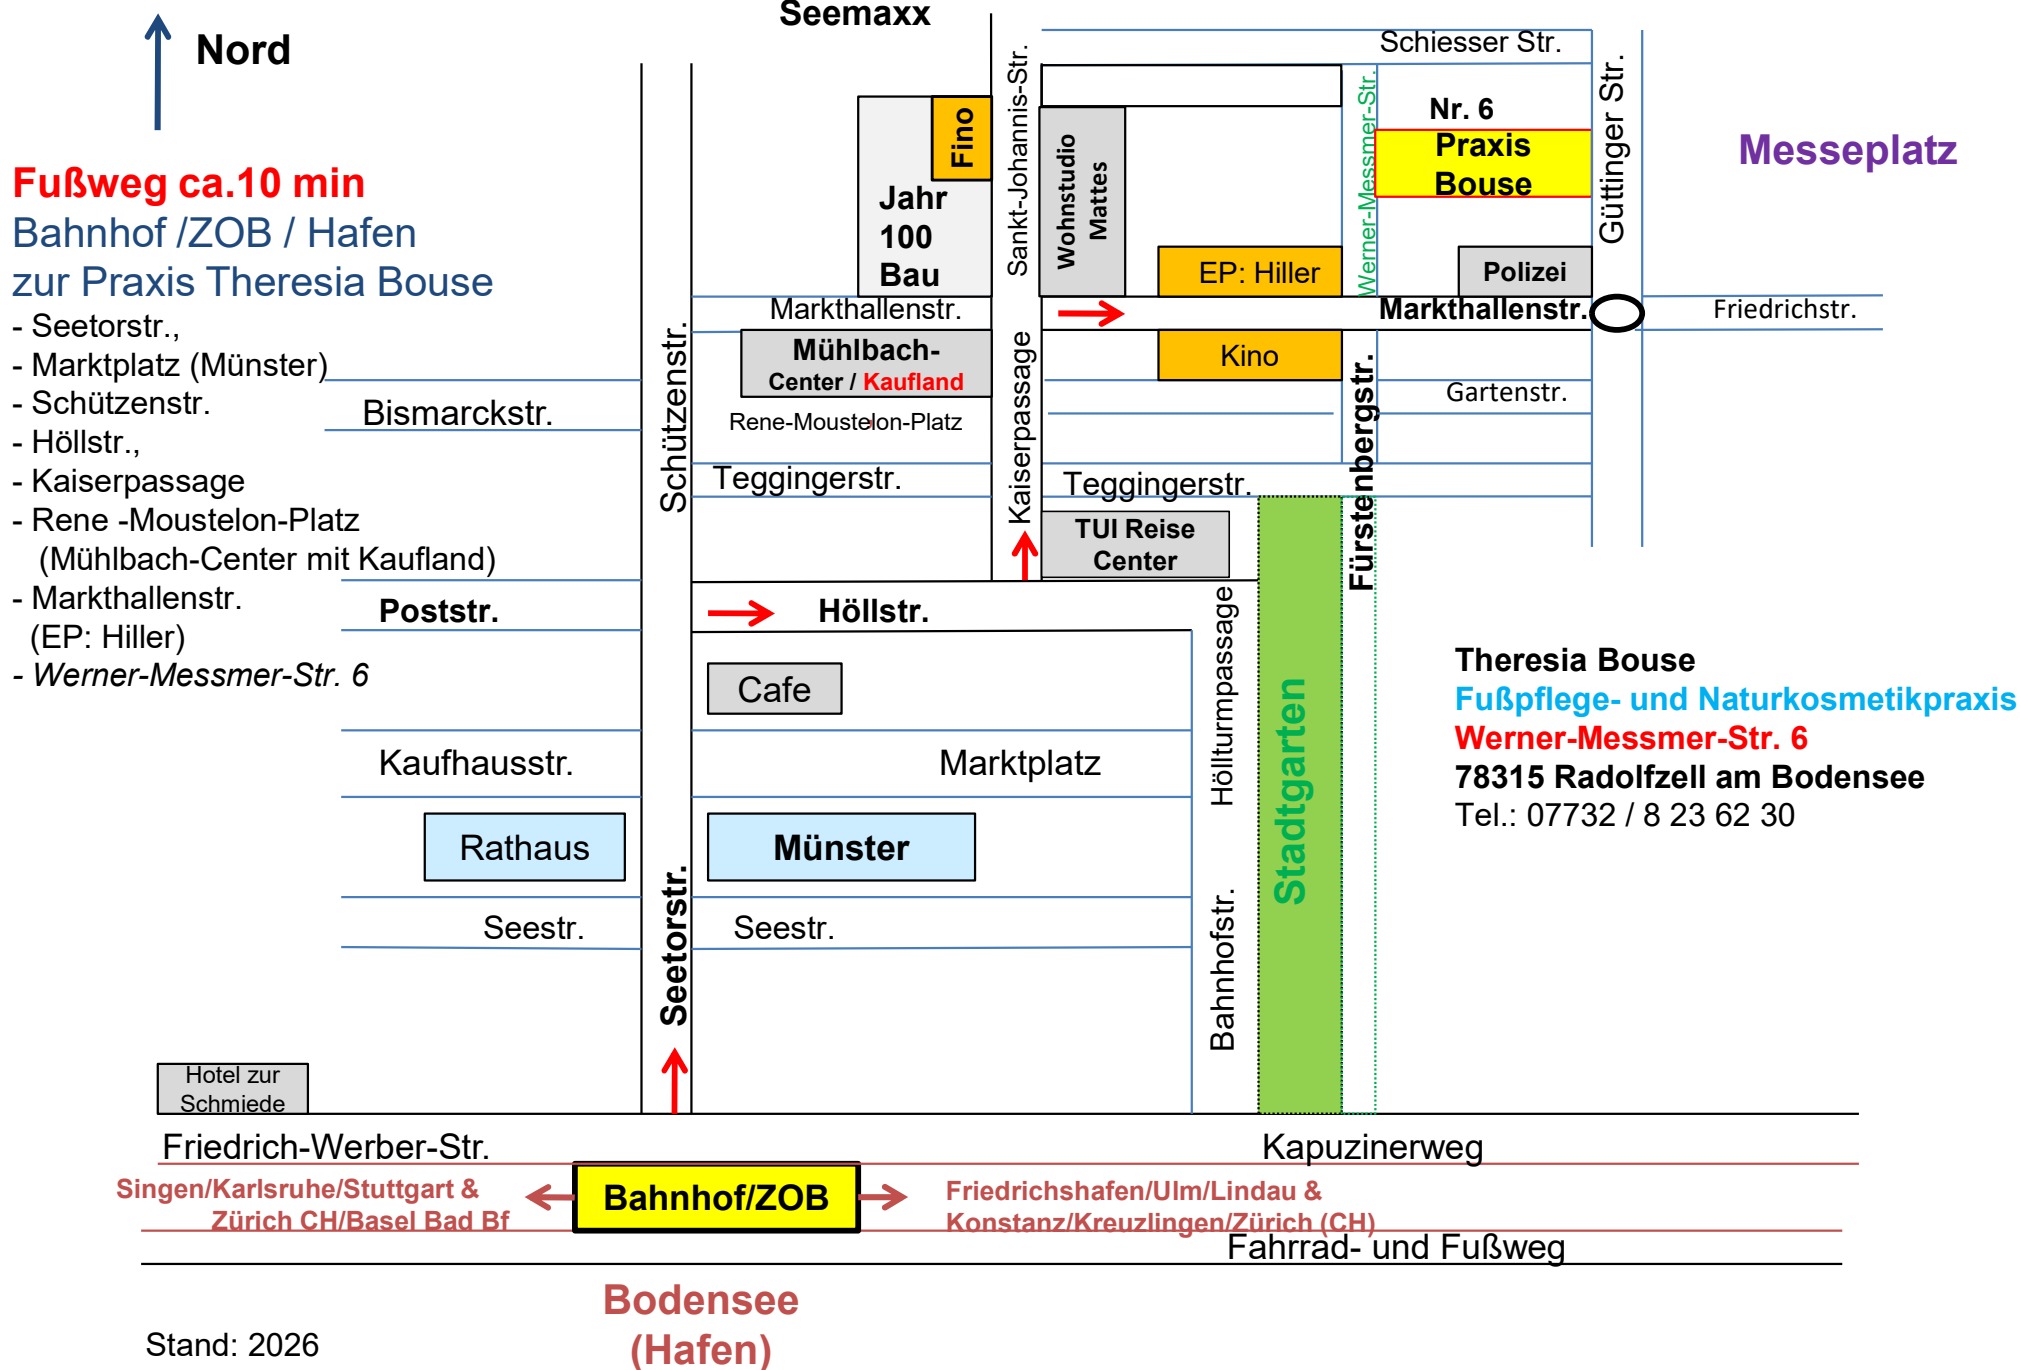 Seemaxx
Nord
Schiesser Str.
Sankt-Johannis-Str.
Werner-Messmer-Str.
Güttinger Str.
Fino
Jahr
100
Bau
Wohnstudio
Mattes
Nr. 6
Praxis
Bouse
Messeplatz
Fußweg ca.10 min
Bahnhof /ZOB / Hafen
zur Praxis Theresia Bouse
- Seetorstr.,
- Marktplatz (Münster)
- Schützenstr.
- Höllstr.,
- Kaiserpassage
- Rene -Moustelon-Platz
(Mühlbach-Center mit Kaufland)
- Markthallenstr.
(EP: Hiller)
- Werner-Messmer-Str. 6
EP: Hiller
Polizei
Markthallenstr.
Markthallenstr.
Friedrichstr.
Mühlbach-
Center / Kaufland
Kino
Gartenstr.
Bismarckstr.
Schützenstr.
Rene-Moustelon-Platz
Kaiserpassage
Fürstenbergstr.
Teggingerstr.
Teggingerstr.
TUI Reise
Center
Poststr.
Höllstr.
Höllturmpassage
Cafe
Stadtgarten
Kaufhausstr.
Marktplatz
Rathaus
Münster
Theresia Bouse
Fußpflege- und Naturkosmetikpraxis
Werner-Messmer-Str. 6
78315 Radolfzell am Bodensee
Tel.: 07732 / 8 23 62 30
Seetorstr.
Seestr.
Seestr.
Bahnhofstr.
Hotel zur
Schmiede
Friedrich-Werber-Str.
Kapuzinerweg
Singen/Karlsruhe/Stuttgart &
Zürich CH/Basel Bad Bf
Bahnhof/ZOB
Friedrichshafen/Ulm/Lindau &
Konstanz/Kreuzlingen/Zürich (CH)
Fahrrad- und Fußweg
Bodensee
(Hafen)
Stand: 2026